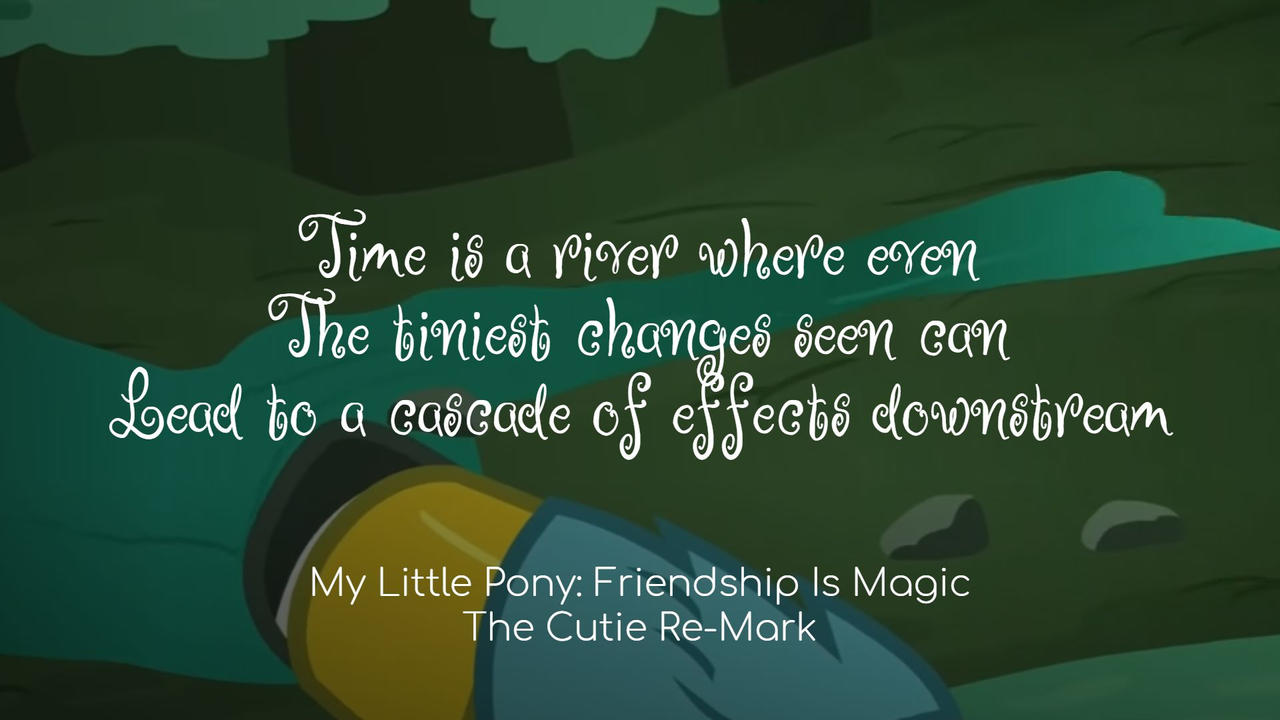 Time is a river where even
The tiniest changes seen can
Lead to a cascade of effects downstream
My Little Pony: Friendship Is Magic
The Cutie Re-Mark